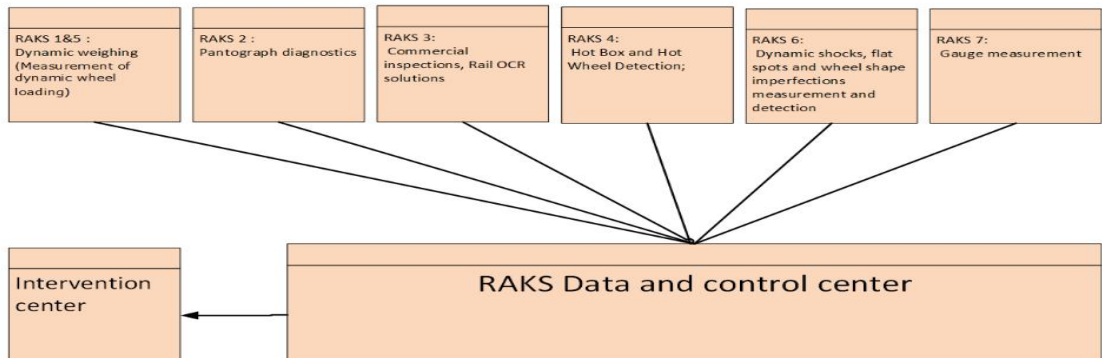 RAKS 1&5 :
Dynamic weighing
(Measurement of
dynamic wheel
loading)
RAKS 2 :
Pantograph diagnostics
RAKS 3:
Commercial
inspections, Rail OCR
solutions
RAKS 4:
Hot Box and Hot
Wheel Detection;
RAKS 6:
Dynamic shocks, flat
spots and wheel shape
imperfections
measurement and
detection
RAKS 7:
Gauge measurement
Intervention
center
RAKS Data and control center